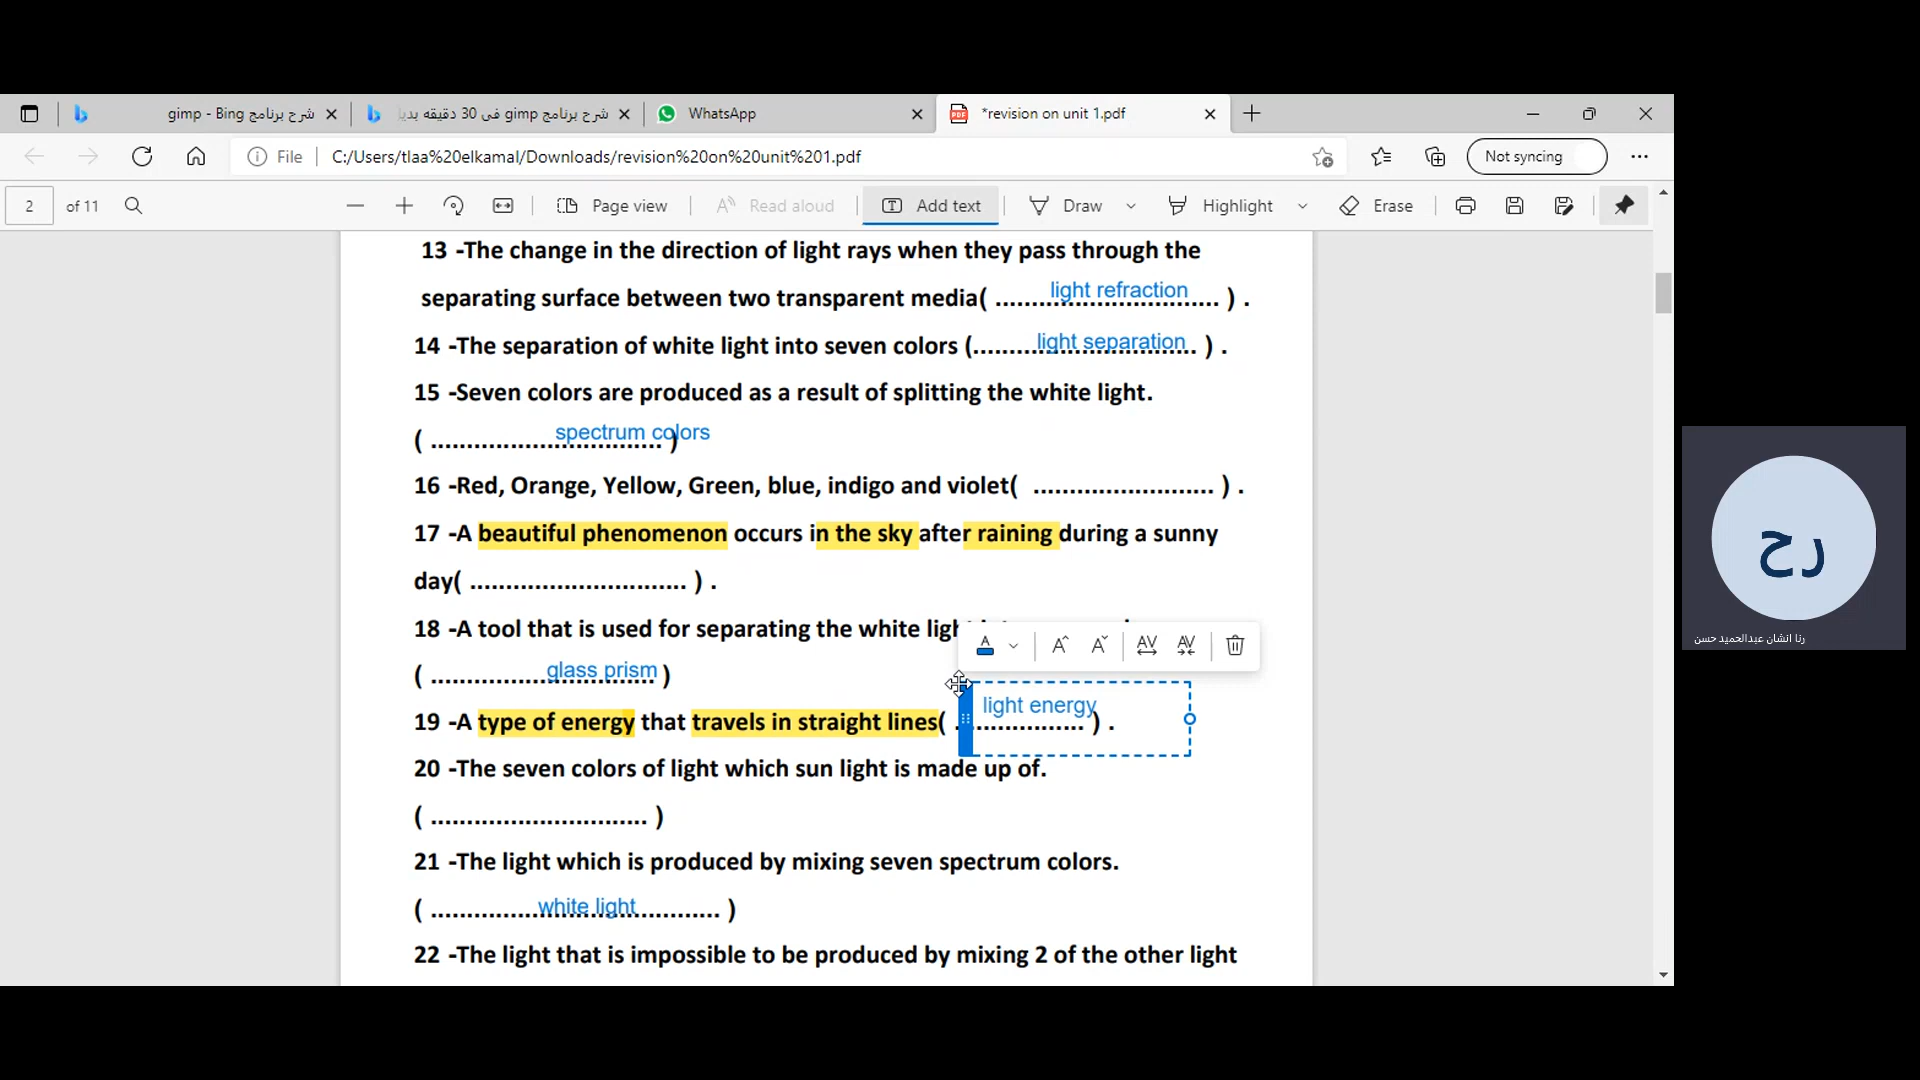 شرح برنامج gimp - Bing
شرح برنامج gimp فى 30 دقيقه بديا
WhatsApp
*revision on unit 1.pdf
File
C:/Users/tlaa%20elkamal/Downloads/revision%20on%20unit%201.pdf
Not syncing
2 of 11
Page view
Read aloud
Add text
Draw
Highlight
Erase
13 -The change in the direction of light rays when they pass through the
separating surface between two transparent media( ............................... ) .
light refraction
14 -The separation of white light into seven colors (............................... ) .
light separation
15 -Seven colors are produced as a result of splitting the white light.
( ................................ )
spectrum colors
16 -Red, Orange, Yellow, Green, blue, indigo and violet( ......................... ) .
17 -A beautiful phenomenon occurs in the sky after raining during a sunny
day( .............................. ) .
18 -A tool that is used for separating the white
( ............................... )
glass prism
19 -A type of energy that travels in straight lines( .................. ) .
light energy
20 -The seven colors of light which sun light is made up of.
( .............................. )
21 -The light which is produced by mixing seven spectrum colors.
( ........................................ )
white light
22 -The light that is impossible to be produced by mixing 2 of the other light
رح
رنا انشان عبدالحميد حسن